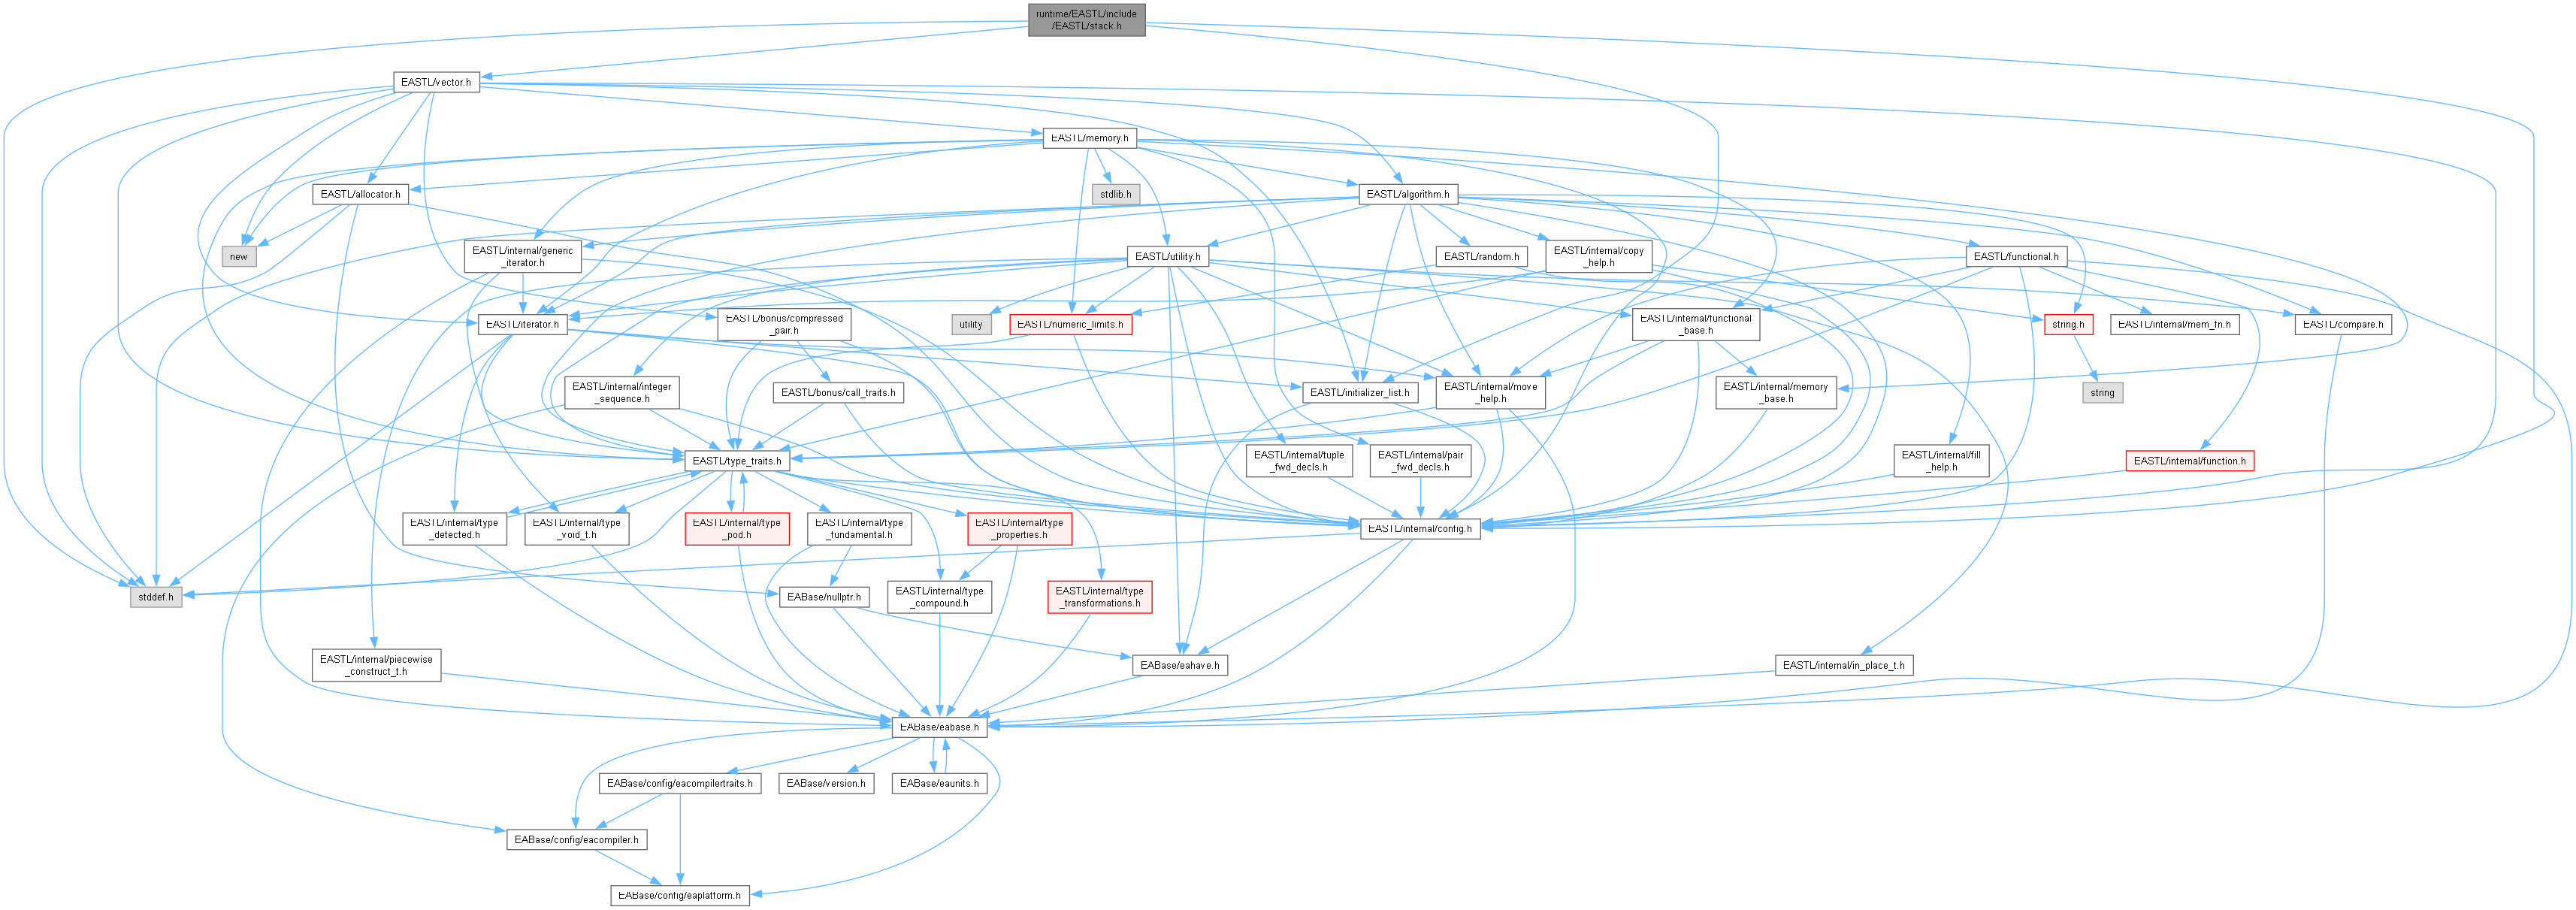 runtime/EASTL/include
/EASTL/stack.h
EASTL/vector.h
EASTL/memory.h
EASTL/allocator.h
stdlib.h
EASTL/algorithm.h
new
EASTL/internal/generic
_iterator.h
EASTL/utility.h
EASTL/random.h
EASTL/internal/copy
_help.h
EASTL/functional.h
EASTL/iterator.h
EASTL/bonus/compressed
_pair.h
utility
EASTL/numeric_limits.h
EASTL/internal/functional
_base.h
string.h
EASTL/internal/mem_fn.h
EASTL/compare.h
EASTL/internal/integer
_sequence.h
EASTL/bonus/call_traits.h
EASTL/initializer_list.h
EASTL/internal/move
_help.h
EASTL/internal/memory
_base.h
string
EASTL/type_traits.h
EASTL/internal/tuple
_fwd_decls.h
EASTL/internal/pair
_fwd_decls.h
EASTL/internal/fill
_help.h
EASTL/internal/function.h
EASTL/internal/type
_detected.h
EASTL/internal/type
_void_t.h
EASTL/internal/type
_pod.h
EASTL/internal/type
_fundamental.h
EASTL/internal/type
_properties.h
EASTL/internal/config.h
stddef.h
EABase/nullptr.h
EASTL/internal/type
_compound.h
EASTL/internal/type
_transformations.h
EASTL/internal/piecewise
_construct_t.h
EABase/eahave.h
EASTL/internal/in_place_t.h
EABase/eabase.h
EABase/config/eacompilertraits.h
EABase/version.h
EABase/eaunits.h
EABase/config/eacompiler.h
EABase/config/eaplatform.h